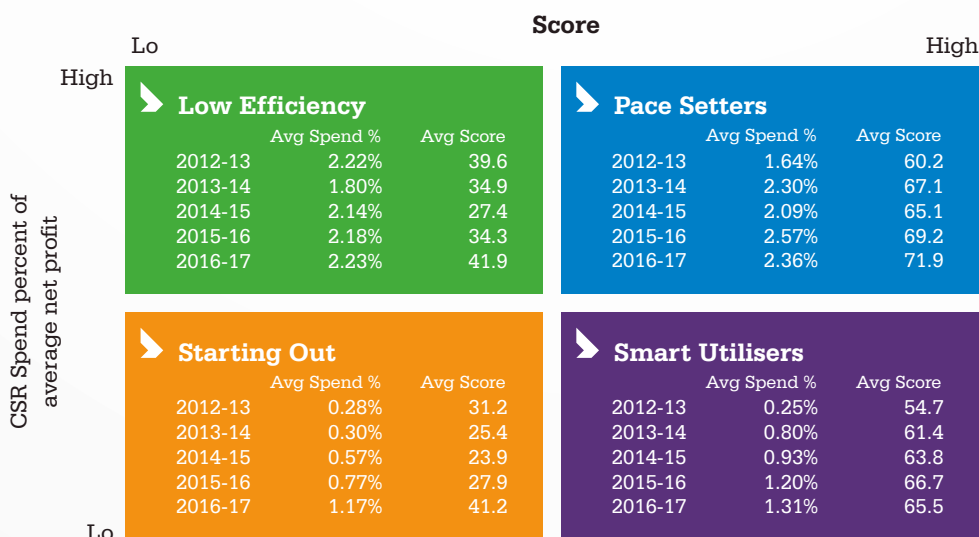 Score
Lo High
High
CSR Spend percent of
average net profit
Low Efficiency
Avg Spend % Avg Score
2012-13 2.22% 39.6
2013-14 1.80% 34.9
2014-15 2.14% 27.4
2015-16 2.18% 34.3
2016-17 2.23% 41.9
Pace Setters
Avg Spend % Avg Score
2012-13 1.64% 60.2
2013-14 2.30% 67.1
2014-15 2.09% 65.1
2015-16 2.57% 69.2
2016-17 2.36% 71.9
Starting Out
Avg Spend % Avg Score
2012-13 0.28% 31.2
2013-14 0.30% 25.4
2014-15 0.57% 23.9
2015-16 0.77% 27.9
2016-17 1.17% 41.2
Smart Utilisers
Avg Spend % Avg Score
2012-13 0.25% 54.7
2013-14 0.80% 61.4
2014-15 0.93% 63.8
2015-16 1.20% 66.7
2016-17 1.31% 65.5
Lo